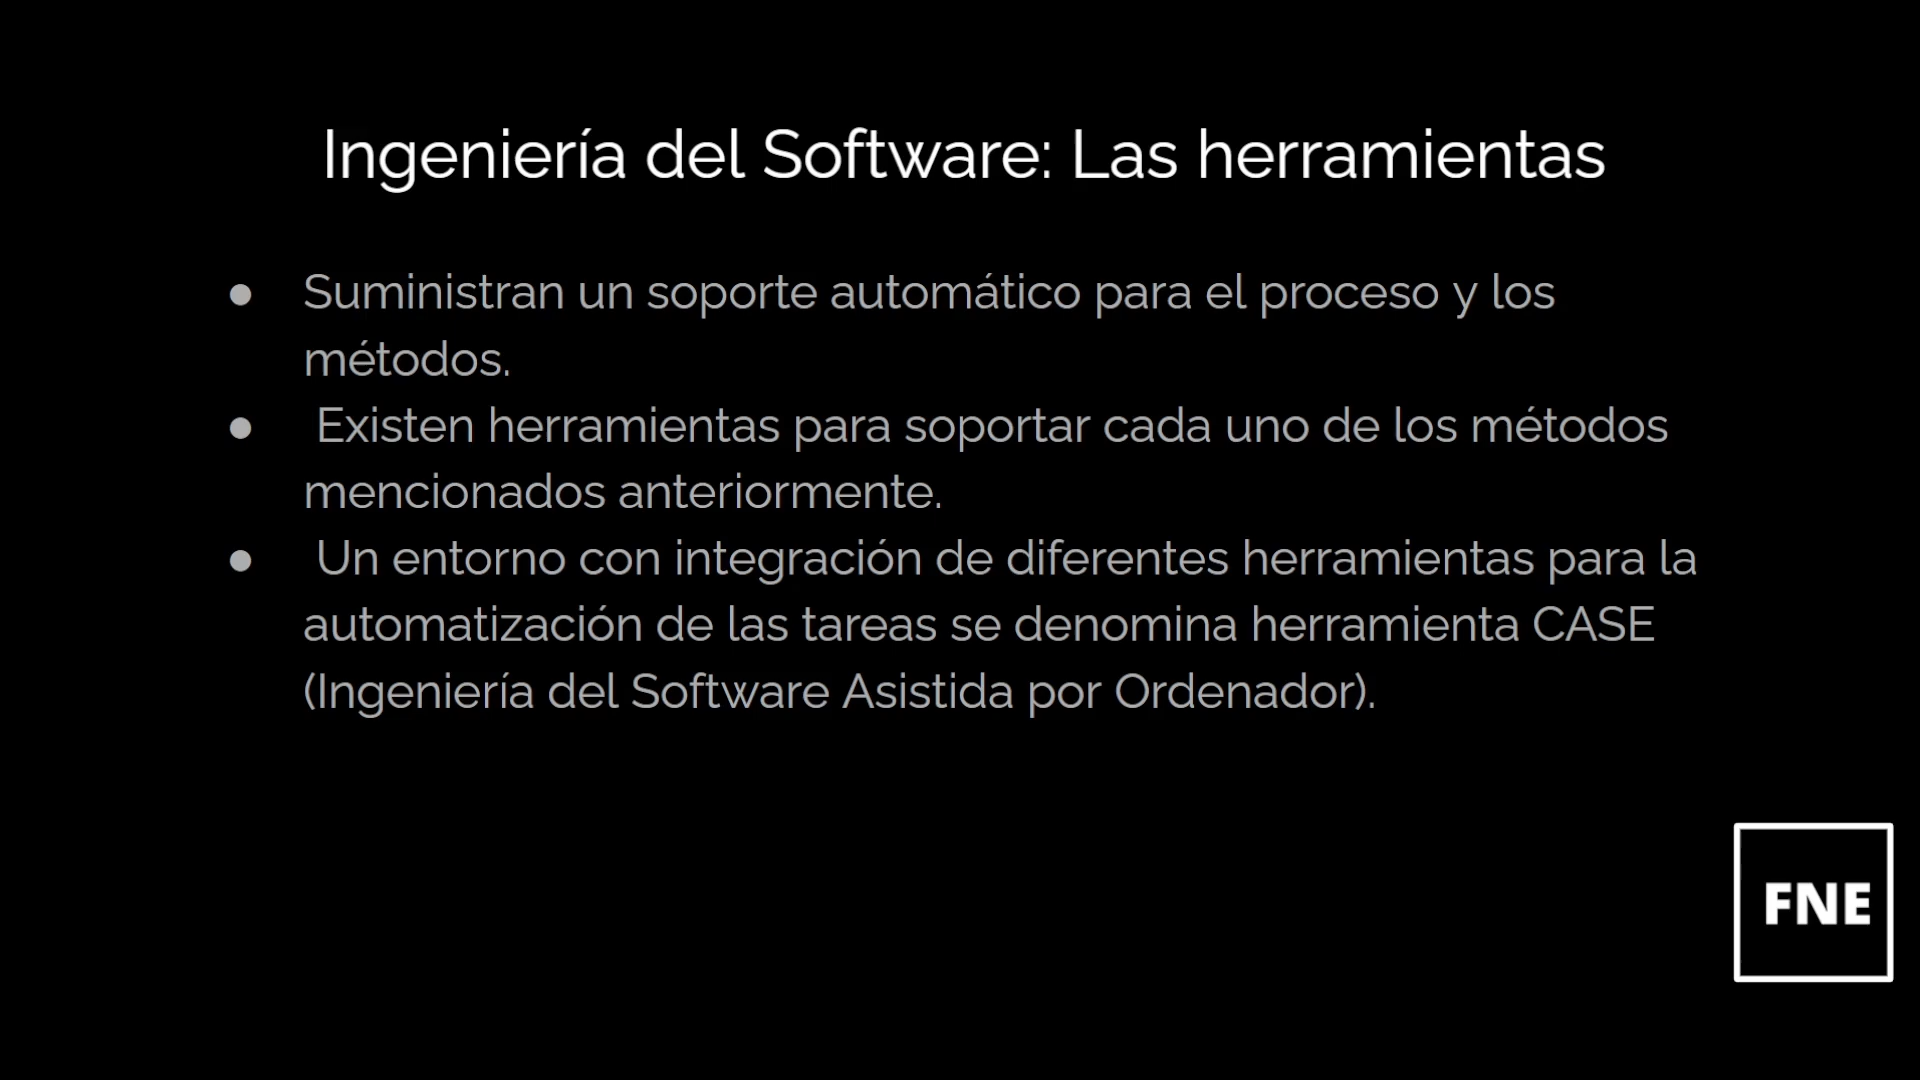 Ingeniería del Software: Las herramientas
● Suministran un soporte automático para el proceso y los
métodos.
● Existen herramientas para soportar cada uno de los métodos
mencionados anteriormente.
● Un entorno con integración de diferentes herramientas para la
automatización de las tareas se denomina herramienta CASE
(Ingeniería del Software Asistida por Ordenador).
FNE